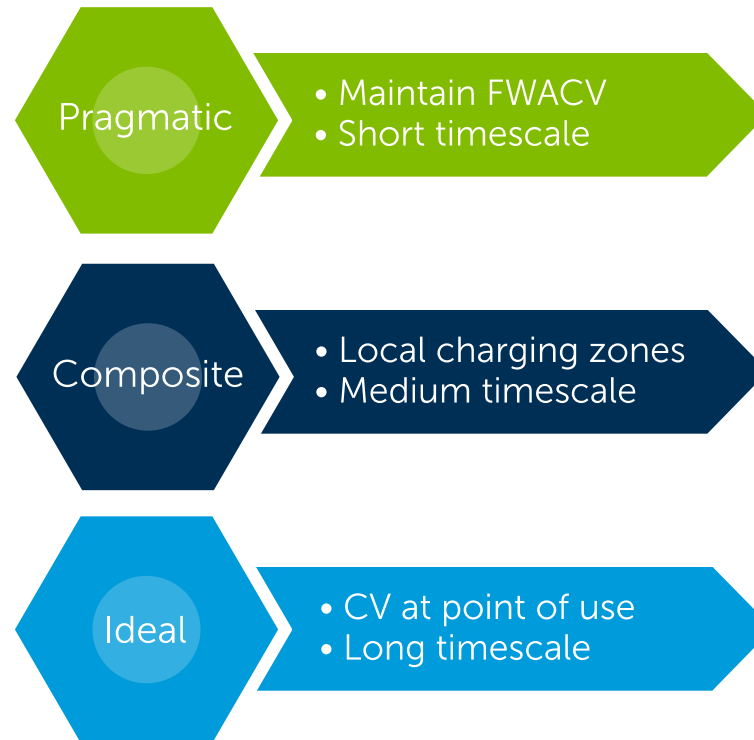 Pragmatic
• Maintain FWACV
• Short timescale
Composite
• Local charging zones
• Medium timescale
Ideal
• CV at point of use
• Long timescale